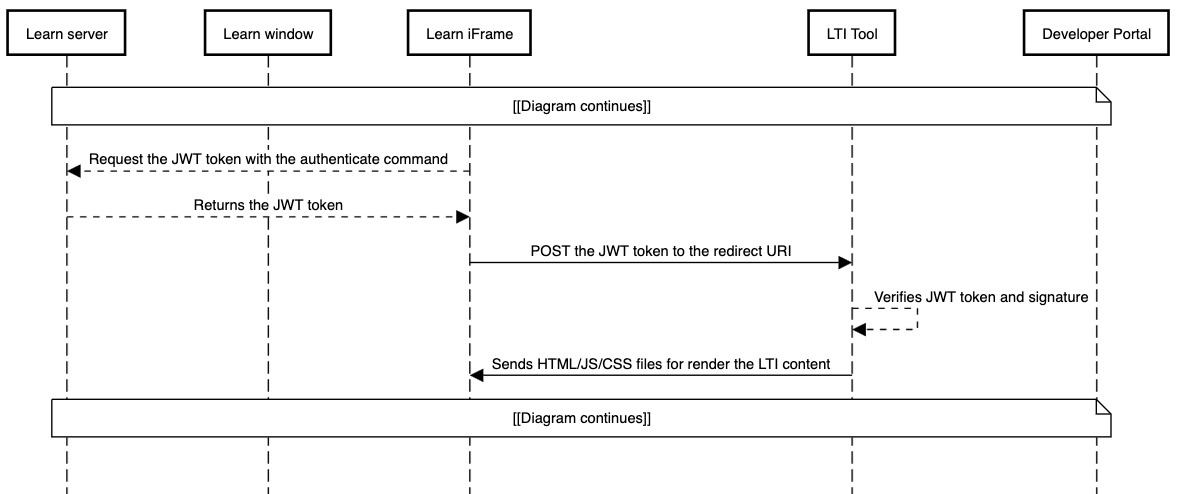 Learn server
Learn window
Learn iFrame
LTI Tool
Developer Portal
[[Diagram continues]]
Request the JWT token with the authenticate command
Returns the JWT token
POST the JWT token to the redirect URI
Verifies JWT token and signature
Sends HTML/JS/CSS files for render the LTI content
[[Diagram continues]]